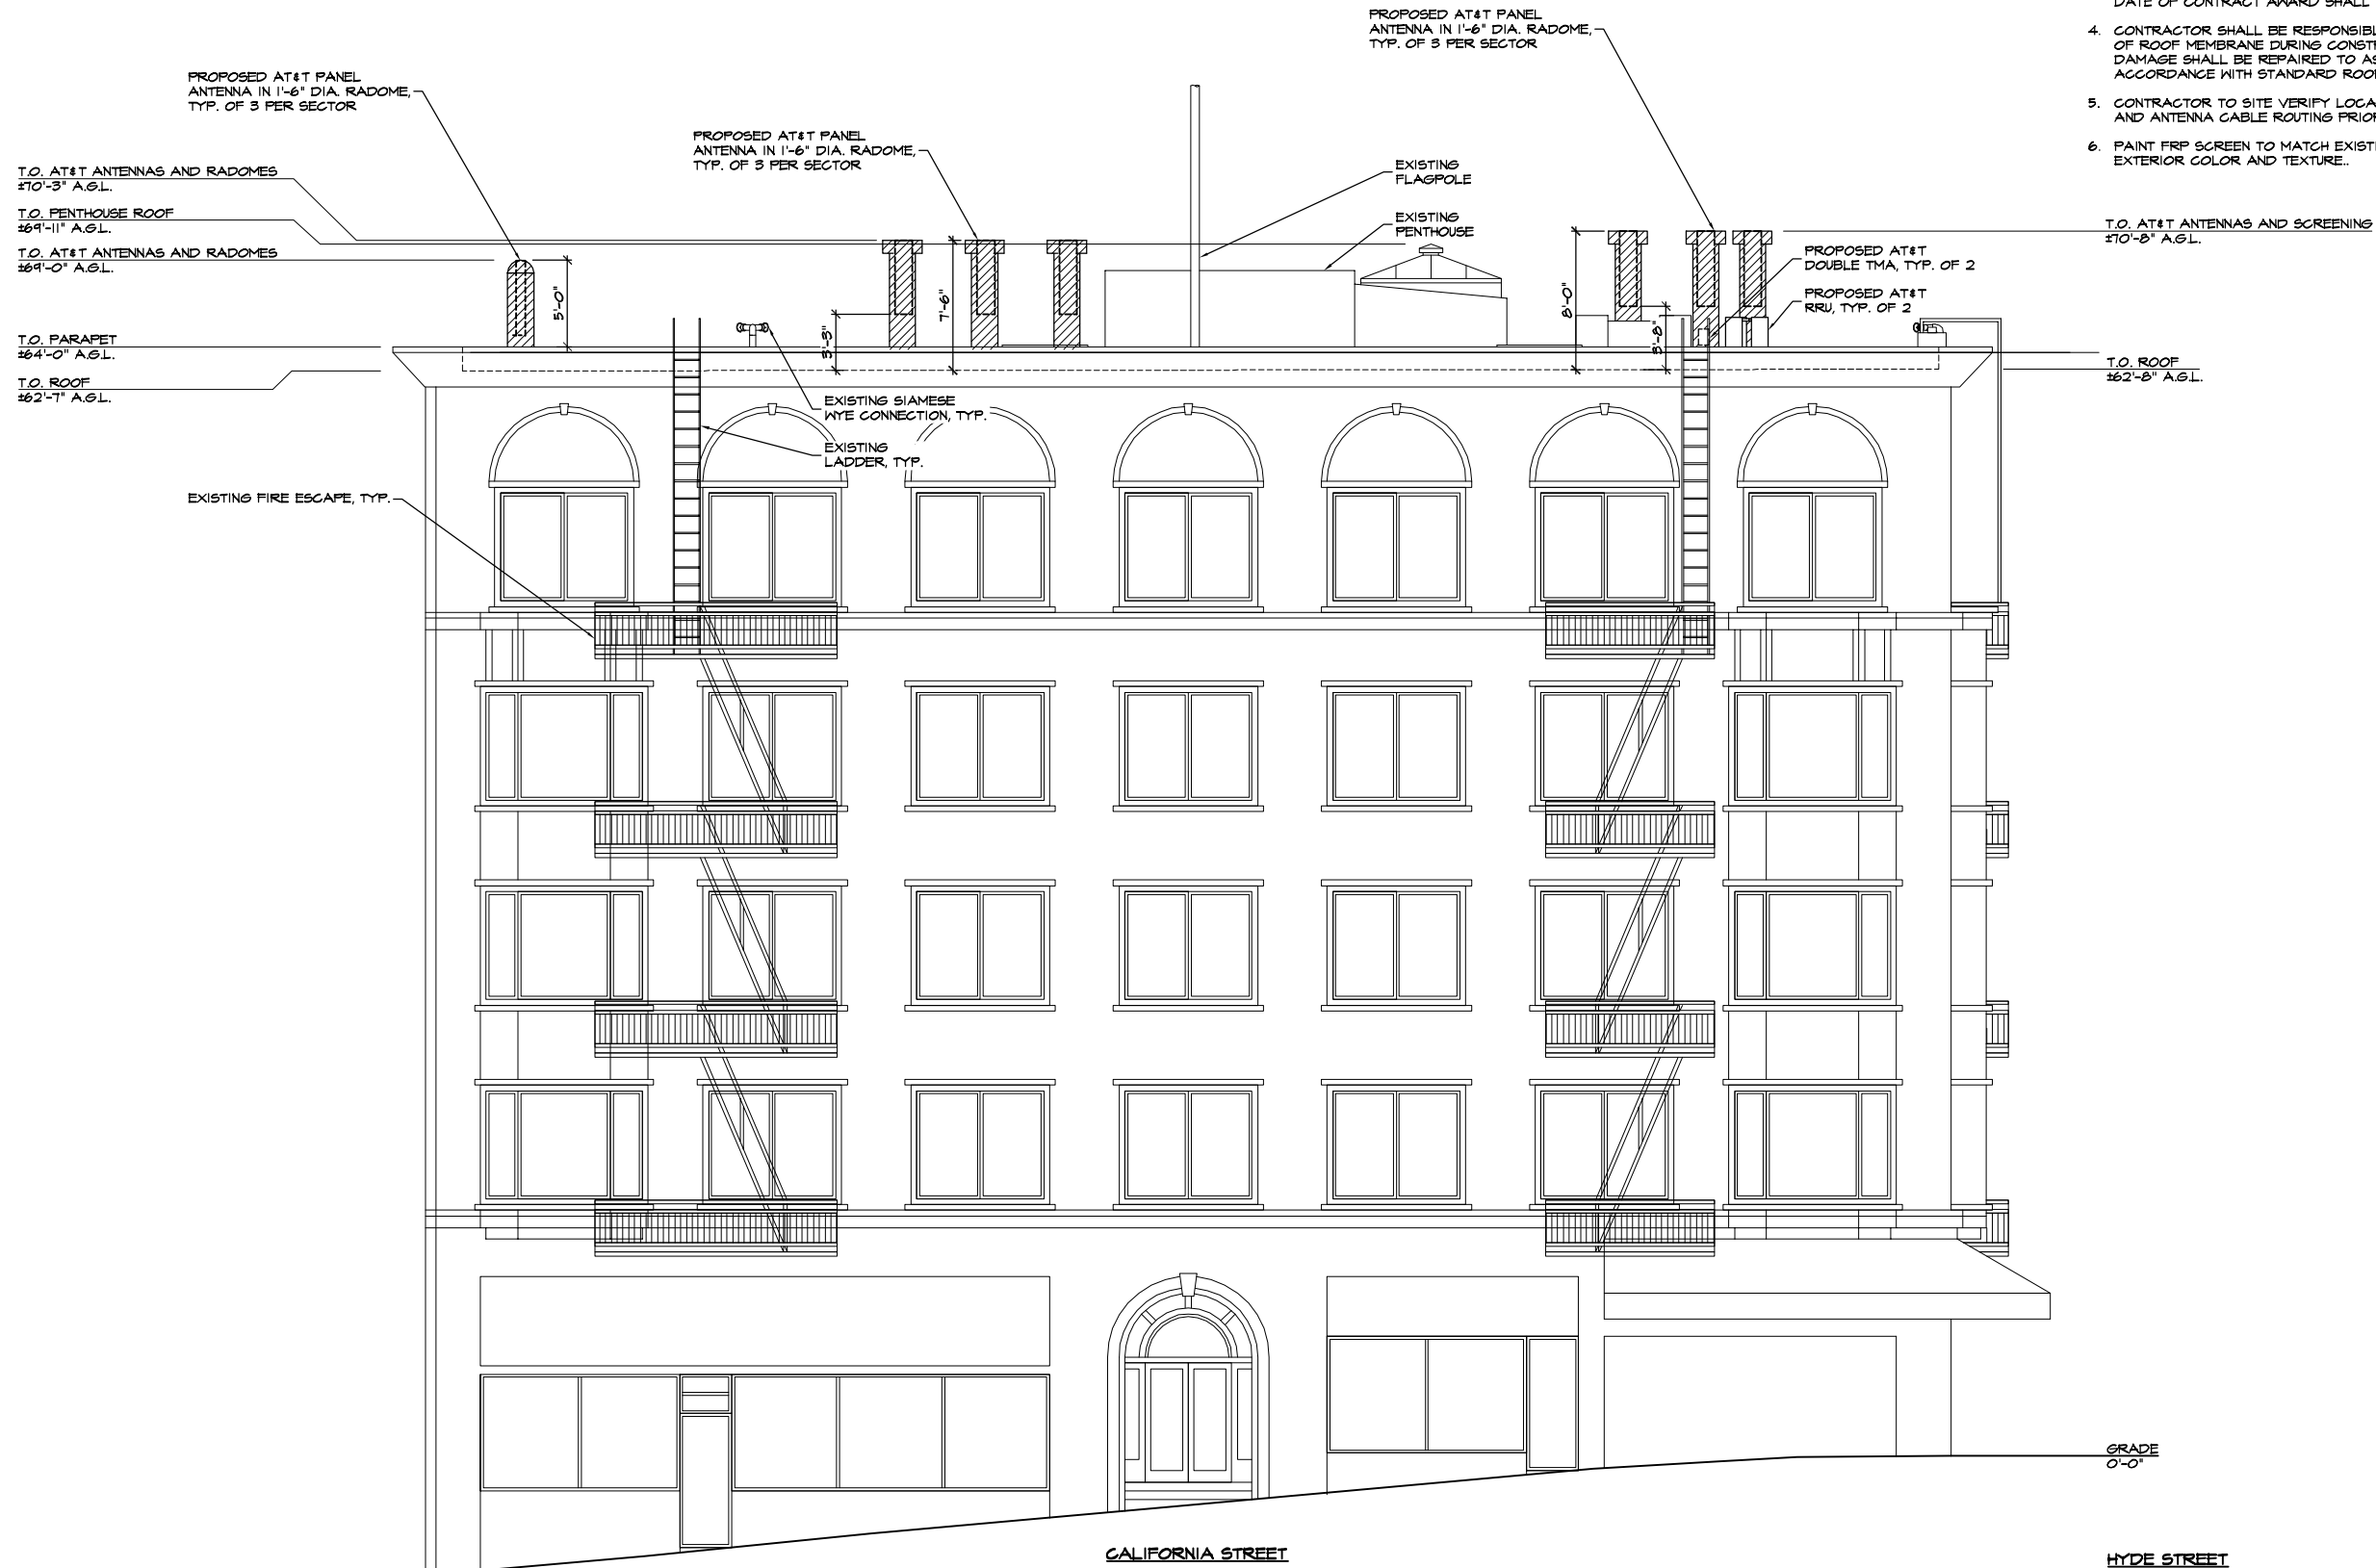 PROPOSED AT&T PANEL
ANTENNA IN 1'-6" DIA. RADOME,
TYP. OF 3 PER SECTOR
DATE OF CONTRACT AWARD SHALL
4. CONTRACTOR SHALL BE RESPONSIBL
OF ROOF MEMBRANE DURING CONST
DAMAGE SHALL BE REPAIRED TO AS
ACCORDANCE WITH STANDARD ROO
5. CONTRACTOR TO SITE VERIFY LOCA
AND ANTENNA CABLE ROUTING PRIO
6. PAINT FRP SCREEN TO MATCH EXISTI
EXTERIOR COLOR AND TEXTURE..
PROPOSED AT&T PANEL
ANTENNA IN 1'-6" DIA. RADOME,
TYP. OF 3 PER SECTOR
PROPOSED AT&T PANEL
ANTENNA IN 1'-6" DIA. RADOME,
TYP. OF 3 PER SECTOR
EXISTING
FLAGPOLE
EXISTING
PENTHOUSE
T.O. AT&T ANTENNAS AND RADOMES
±70'-3" A.G.L.
T.O. PENTHOUSE ROOF
±69'-11" A.G.L.
T.O. AT&T ANTENNAS AND RADOMES
±69'-0" A.G.L.
T.O. PARAPET
±64'-0" A.G.L.
T.O. ROOF
±62'-7" A.G.L.
5'-0"
3'-3"
7'-6"
8'-0"
3'-8"
T.O. AT&T ANTENNAS AND SCREENING
±70'-8" A.G.L.
PROPOSED AT&T
DOUBLE TMA, TYP. OF 2
PROPOSED AT&T
RRU, TYP. OF 2
T.O. ROOF
±62'-8" A.G.L.
EXISTING SIAMESE
WYE CONNECTION, TYP.
EXISTING
LADDER, TYP.
EXISTING FIRE ESCAPE, TYP.
GRADE
0'-0"
CALIFORNIA STREET
HYDE STREET